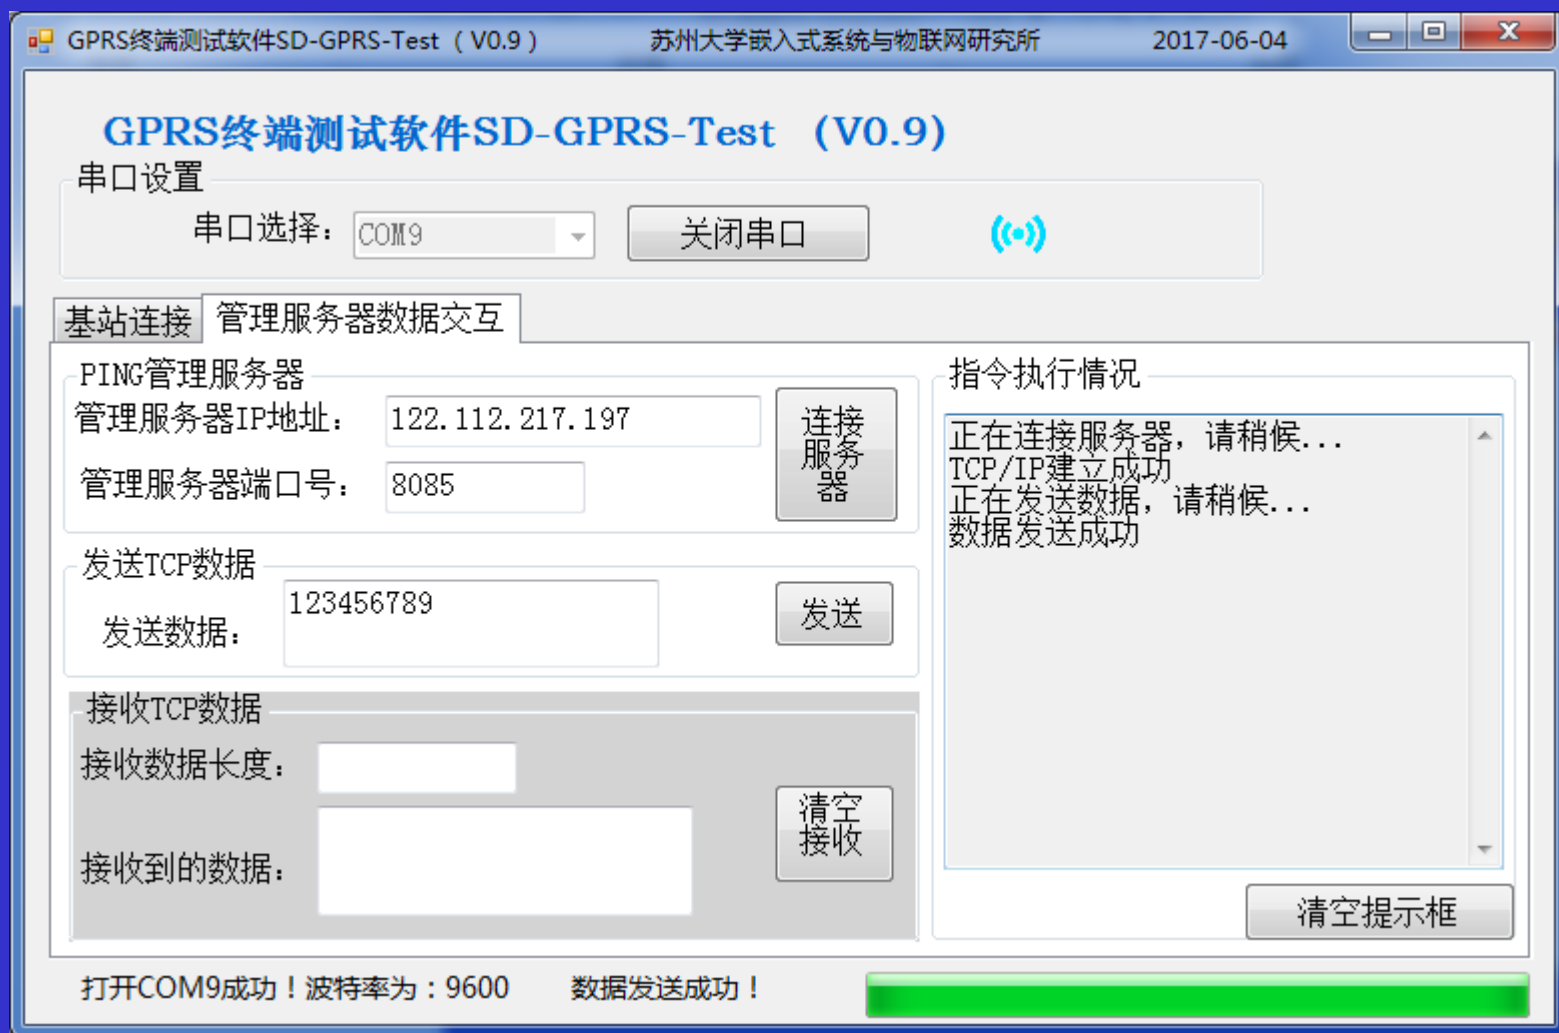 GPRS终端测试软件SD-GPRS-Test（V0.9） 苏州大学嵌入式系统与物联网研究所 2017-06-04
GPRS终端测试软件SD-GPRS-Test （V0.9）
串口设置
串口选择： COM9 关闭串口
基站连接 管理服务器数据交互
PING管理服务器
管理服务器IP地址： 122.112.217.197
管理服务器端口号： 8085
连接
服务
器
发送TCP数据
发送数据： 123456789
发送
接收TCP数据
接收数据长度：
接收到的数据：
清空
接收
指令执行情况
正在连接服务器，请稍候...
TCP/IP建立成功
正在发送数据，请稍候...
数据发送成功
清空提示框
打开COM9成功！波特率为：9600 数据发送成功！